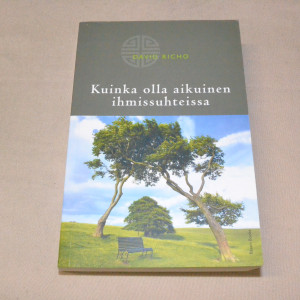 DAVID RICHO
Kuinka olla aikuinen
ihmissuhteissa